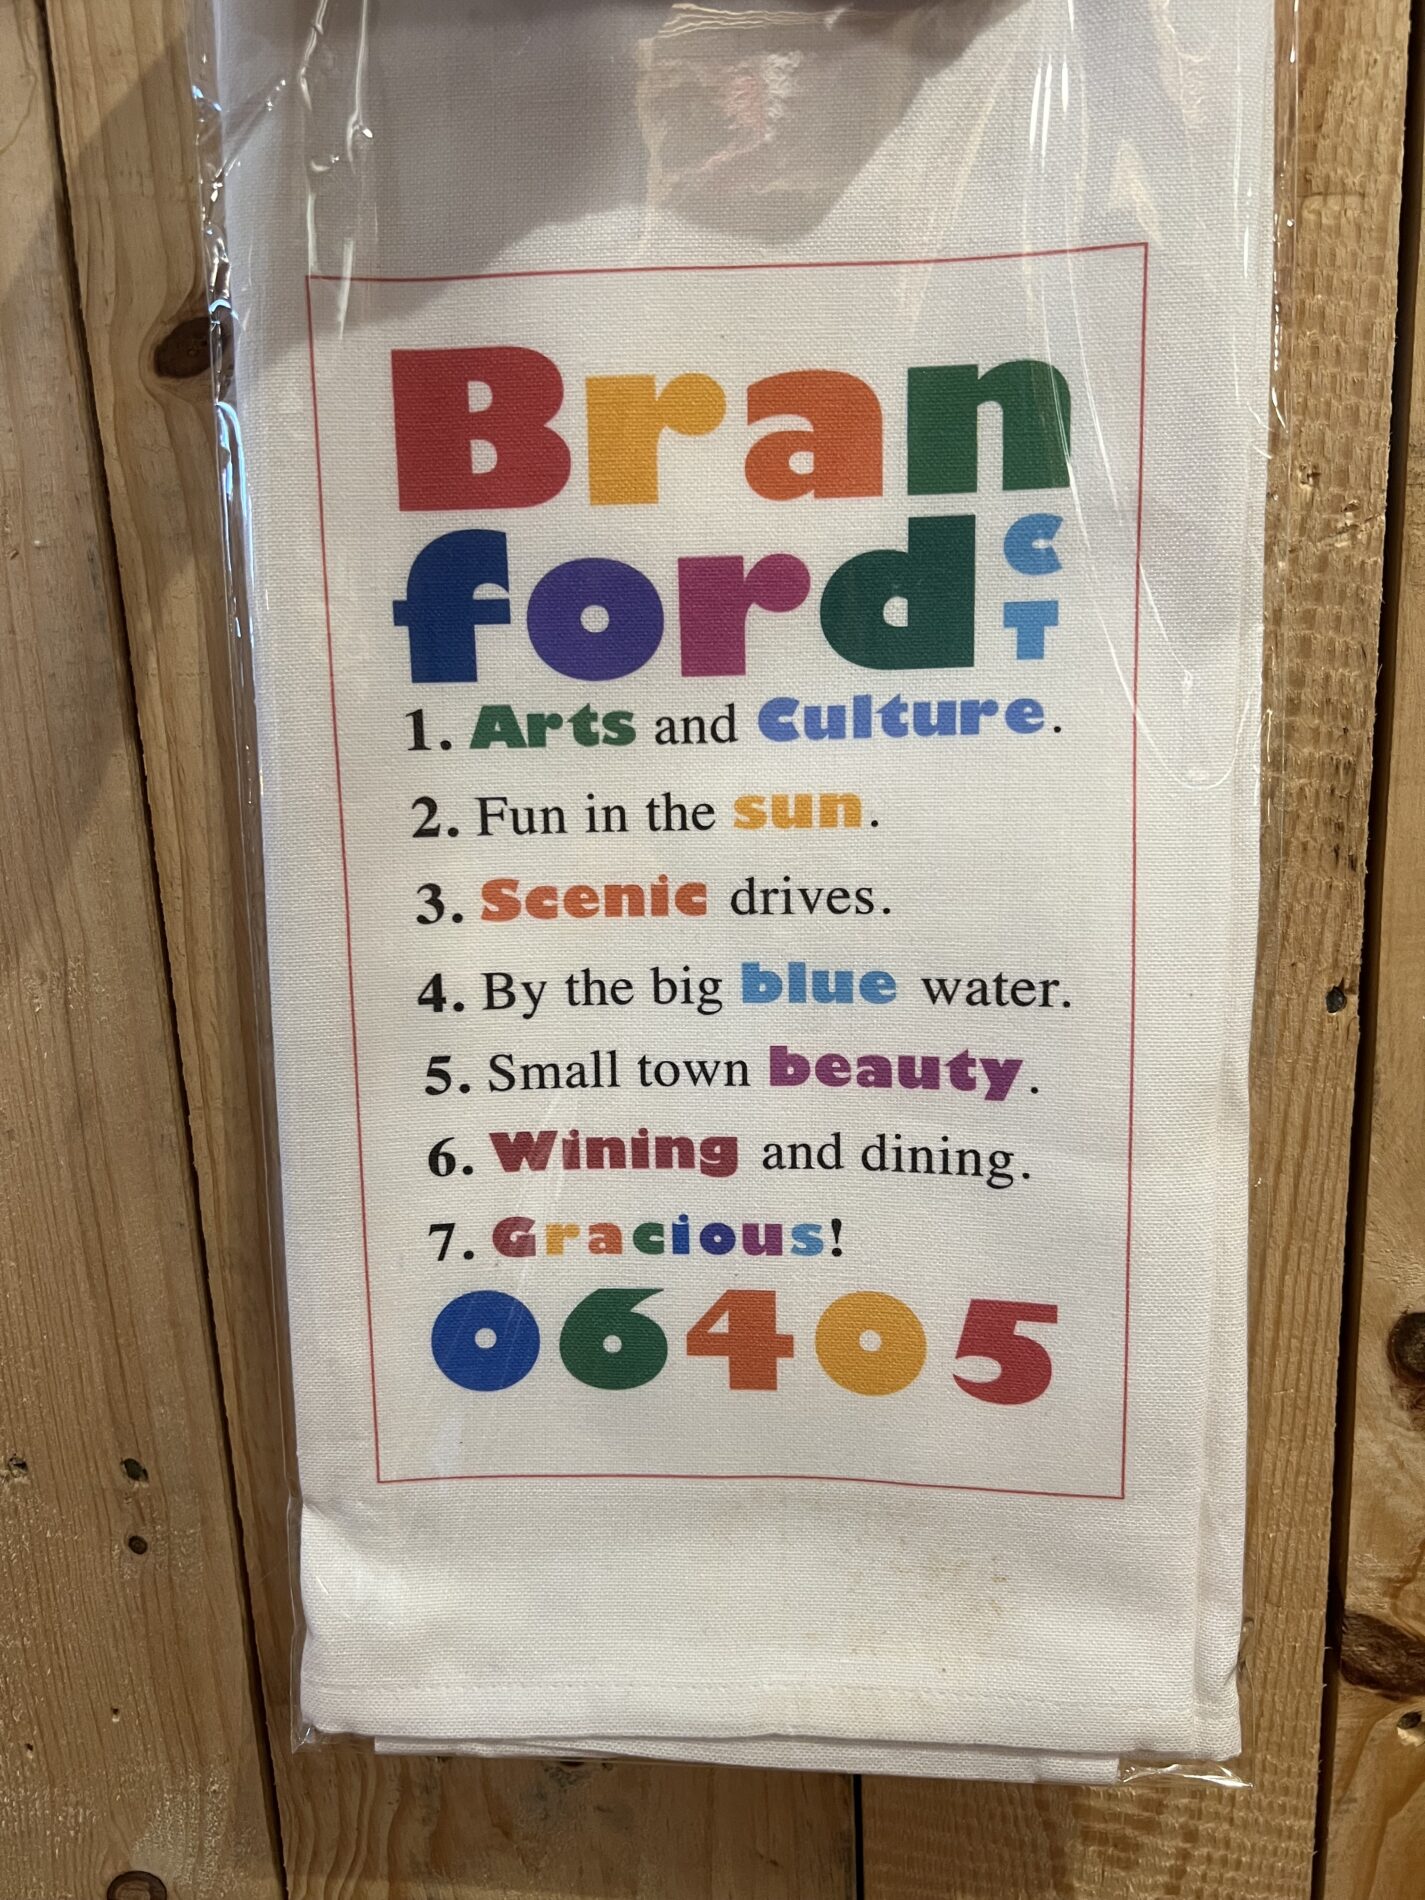 Bran
ford CT
1. Arts and Culture.
2. Fun in the sun.
3. Scenic drives.
4. By the big blue water.
5. Small town beauty.
6. Wining and dining.
7. Gracious!
06405